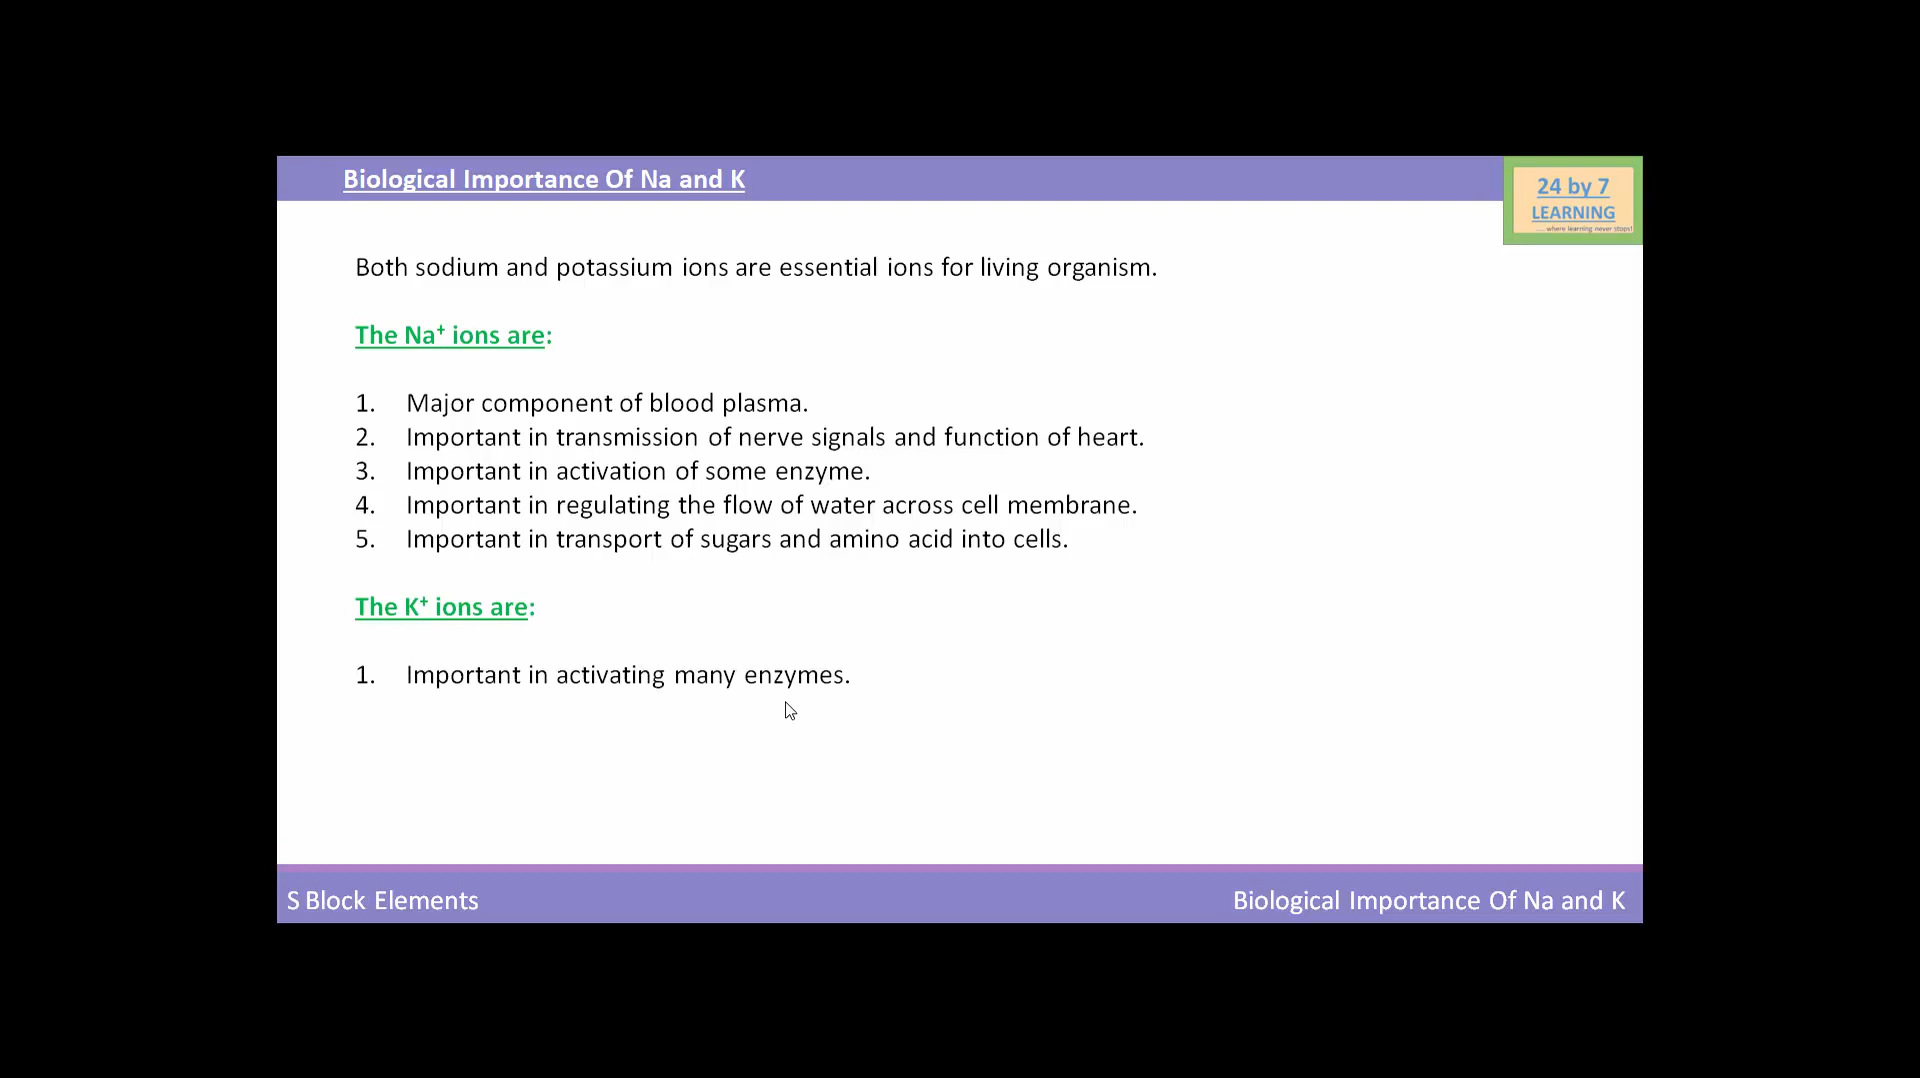 Biological Importance Of Na and K
24 by 7
LEARNING
.... where learning never stops!
Both sodium and potassium ions are essential ions for living organism.
The Na⁺ ions are:
1. Major component of blood plasma.
2. Important in transmission of nerve signals and function of heart.
3. Important in activation of some enzyme.
4. Important in regulating the flow of water across cell membrane.
5. Important in transport of sugars and amino acid into cells.
The K⁺ ions are:
1. Important in activating many enzymes.
S Block Elements
Biological Importance Of Na and K